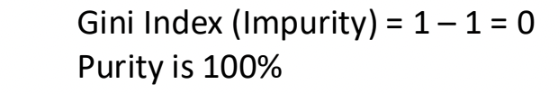 Gini Index (Impurity) = 1 – 1 = 0
Purity is 100%